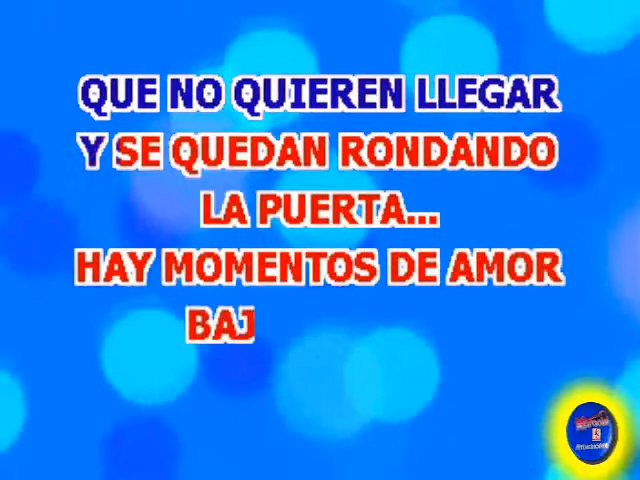 QUE NO QUIEREN LLEGAR
Y SE QUEDAN RONDANDO
LA PUERTA...
HAY MOMENTOS DE AMOR
BAJ